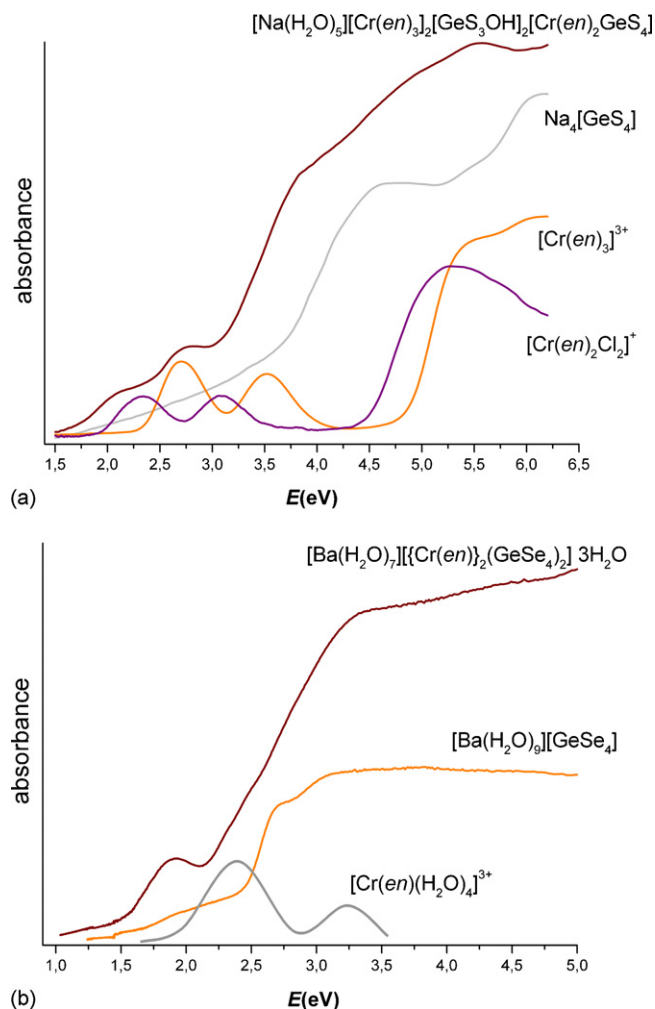 [Na(H₂O)₅][Cr(en)₃]₂[GeS₃OH]₂[Cr(en)₂GeS₄]
Na₄[GeS₄]
[Cr(en)₃]³⁺
[Cr(en)₂Cl₂]⁺
absorbance
1,5 2,0 2,5 3,0 3,5 4,0 4,5 5,0 5,5 6,0 6,5
(a)
E(eV)
[Ba(H₂O)₇][{Cr(en)}₂(GeSe₄)₂] 3H₂O
[Ba(H₂O)₉][GeSe₄]
[Cr(en)(H₂O)₄]³⁺
absorbance
1,0 1,5 2,0 2,5 3,0 3,5 4,0 4,5 5,0
(b)
E(eV)